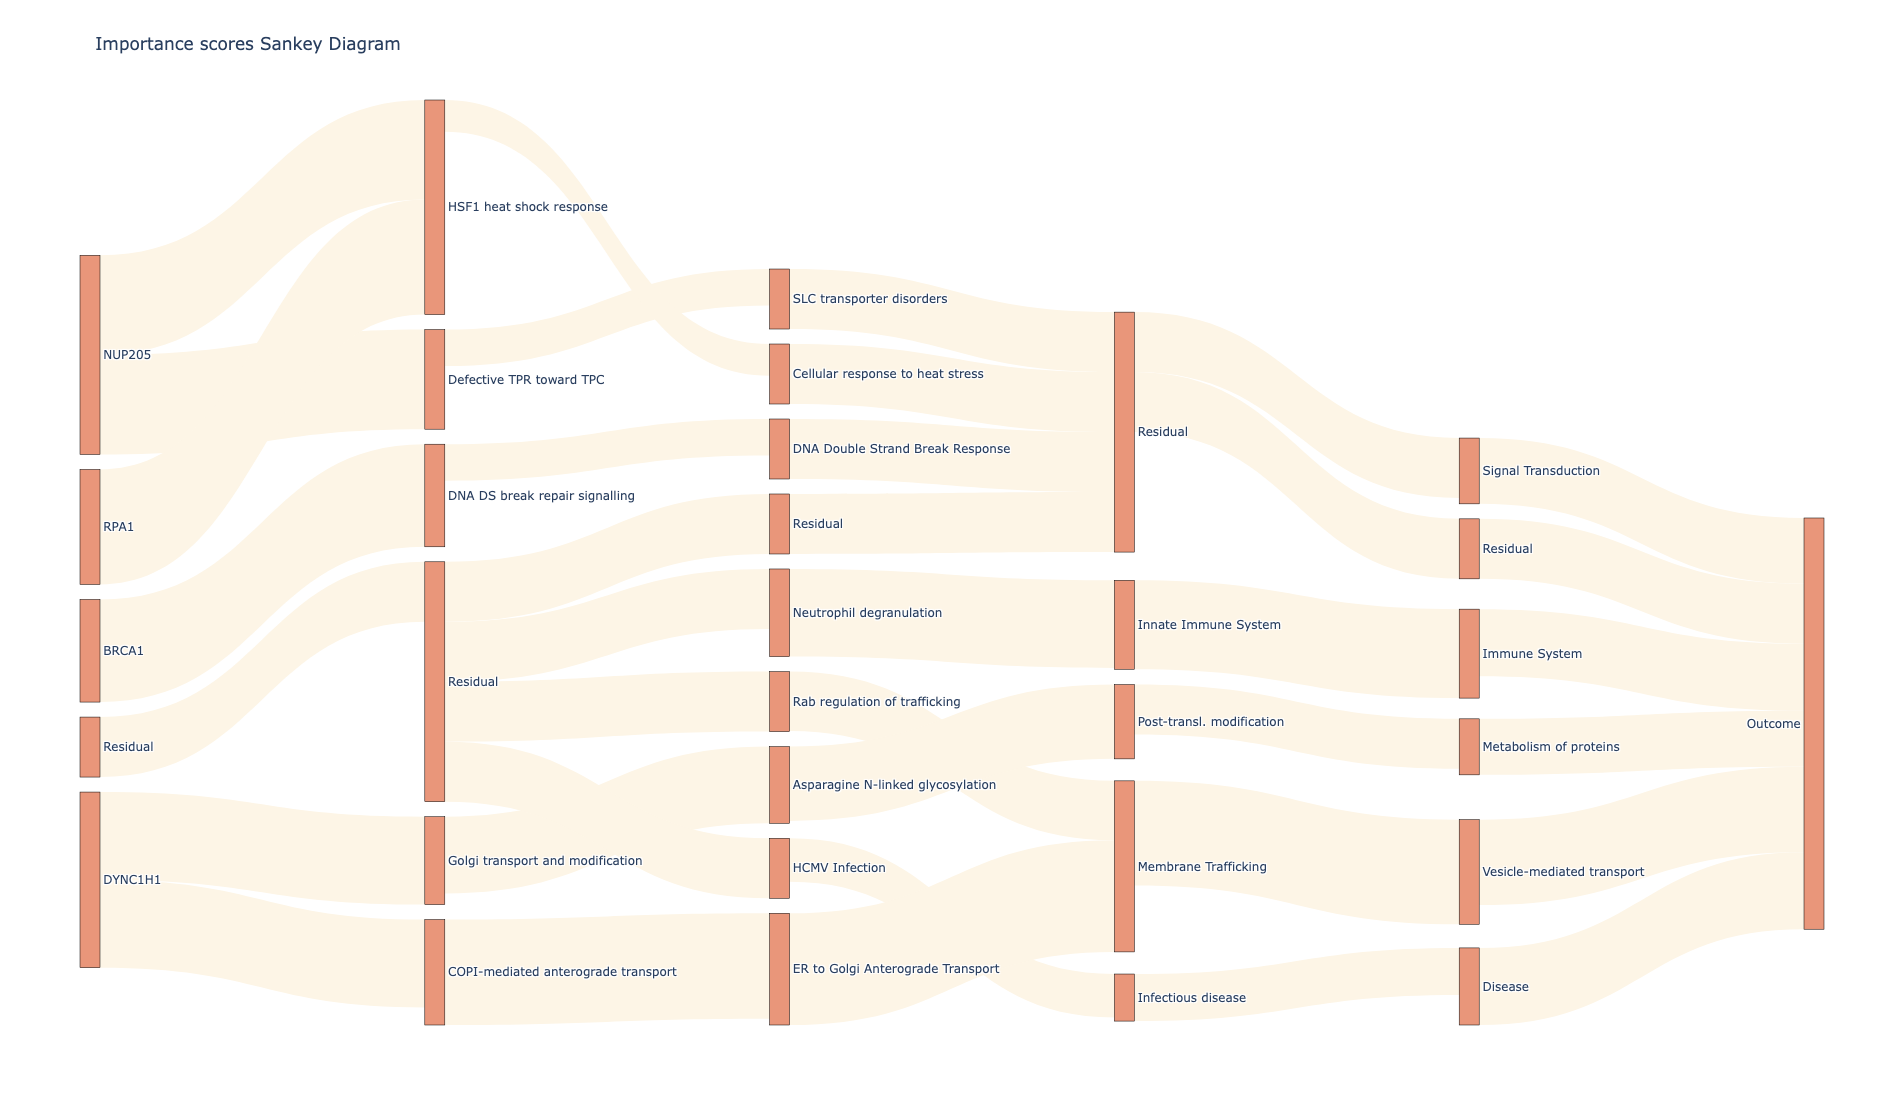 Importance scores Sankey Diagram
NUP205
RPA1
BRCA1
Residual
DYNC1H1
HSF1 heat shock response
Defective TPR toward TPC
DNA DS break repair signalling
Residual
Golgi transport and modification
COPI-mediated anterograde transport
SLC transporter disorders
Cellular response to heat stress
DNA Double Strand Break Response
Residual
Neutrophil degranulation
Rab regulation of trafficking
Asparagine N-linked glycosylation
HCMV Infection
ER to Golgi Anterograde Transport
Residual
Innate Immune System
Post-transl. modification
Membrane Trafficking
Infectious disease
Signal Transduction
Residual
Immune System
Metabolism of proteins
Vesicle-mediated transport
Disease
Outcome